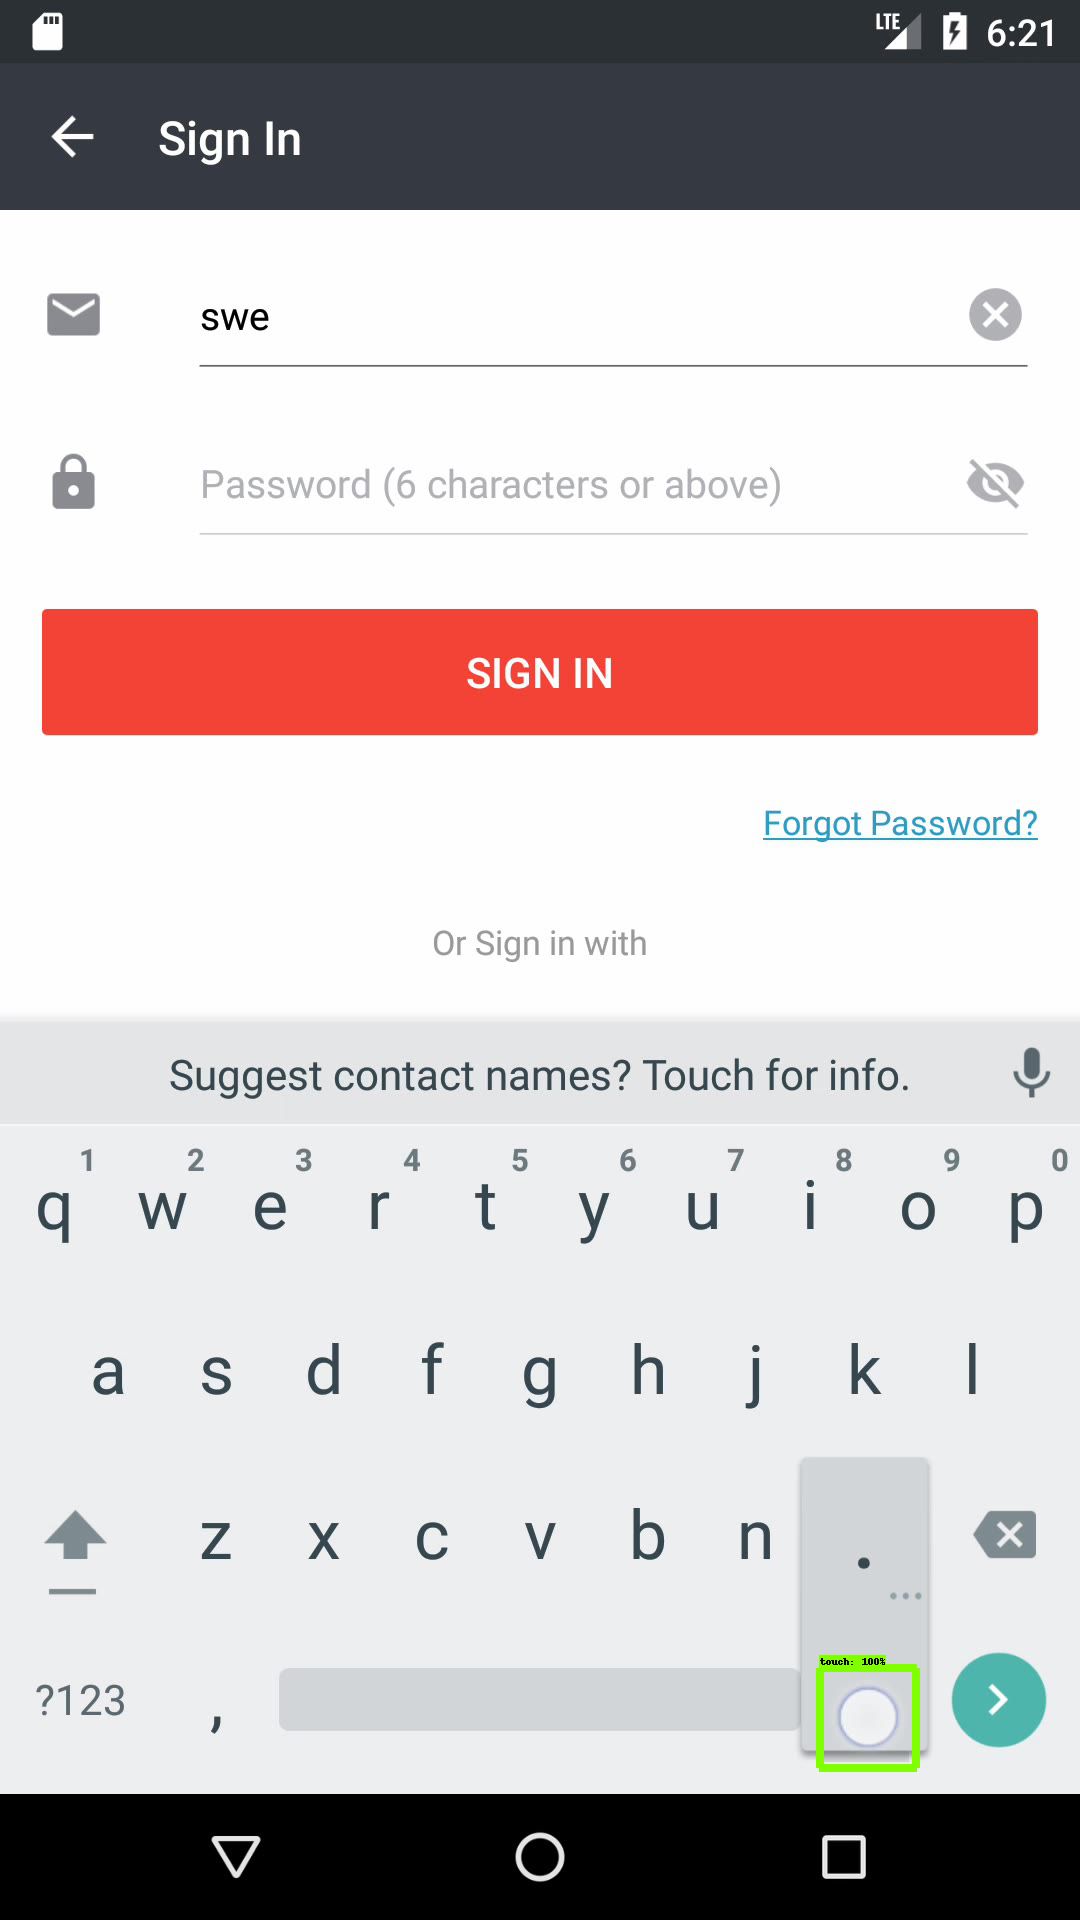 LTE 6:21
Sign In
swe
Password (6 characters or above)
SIGN IN
Forgot Password?
Or Sign in with
Suggest contact names? Touch for info.
1 2 3 4 5 6 7 8 9 0
q w e r t y u i o p
a s d f g h j k l
z x c v b n .
touch: 100%
?123 ,